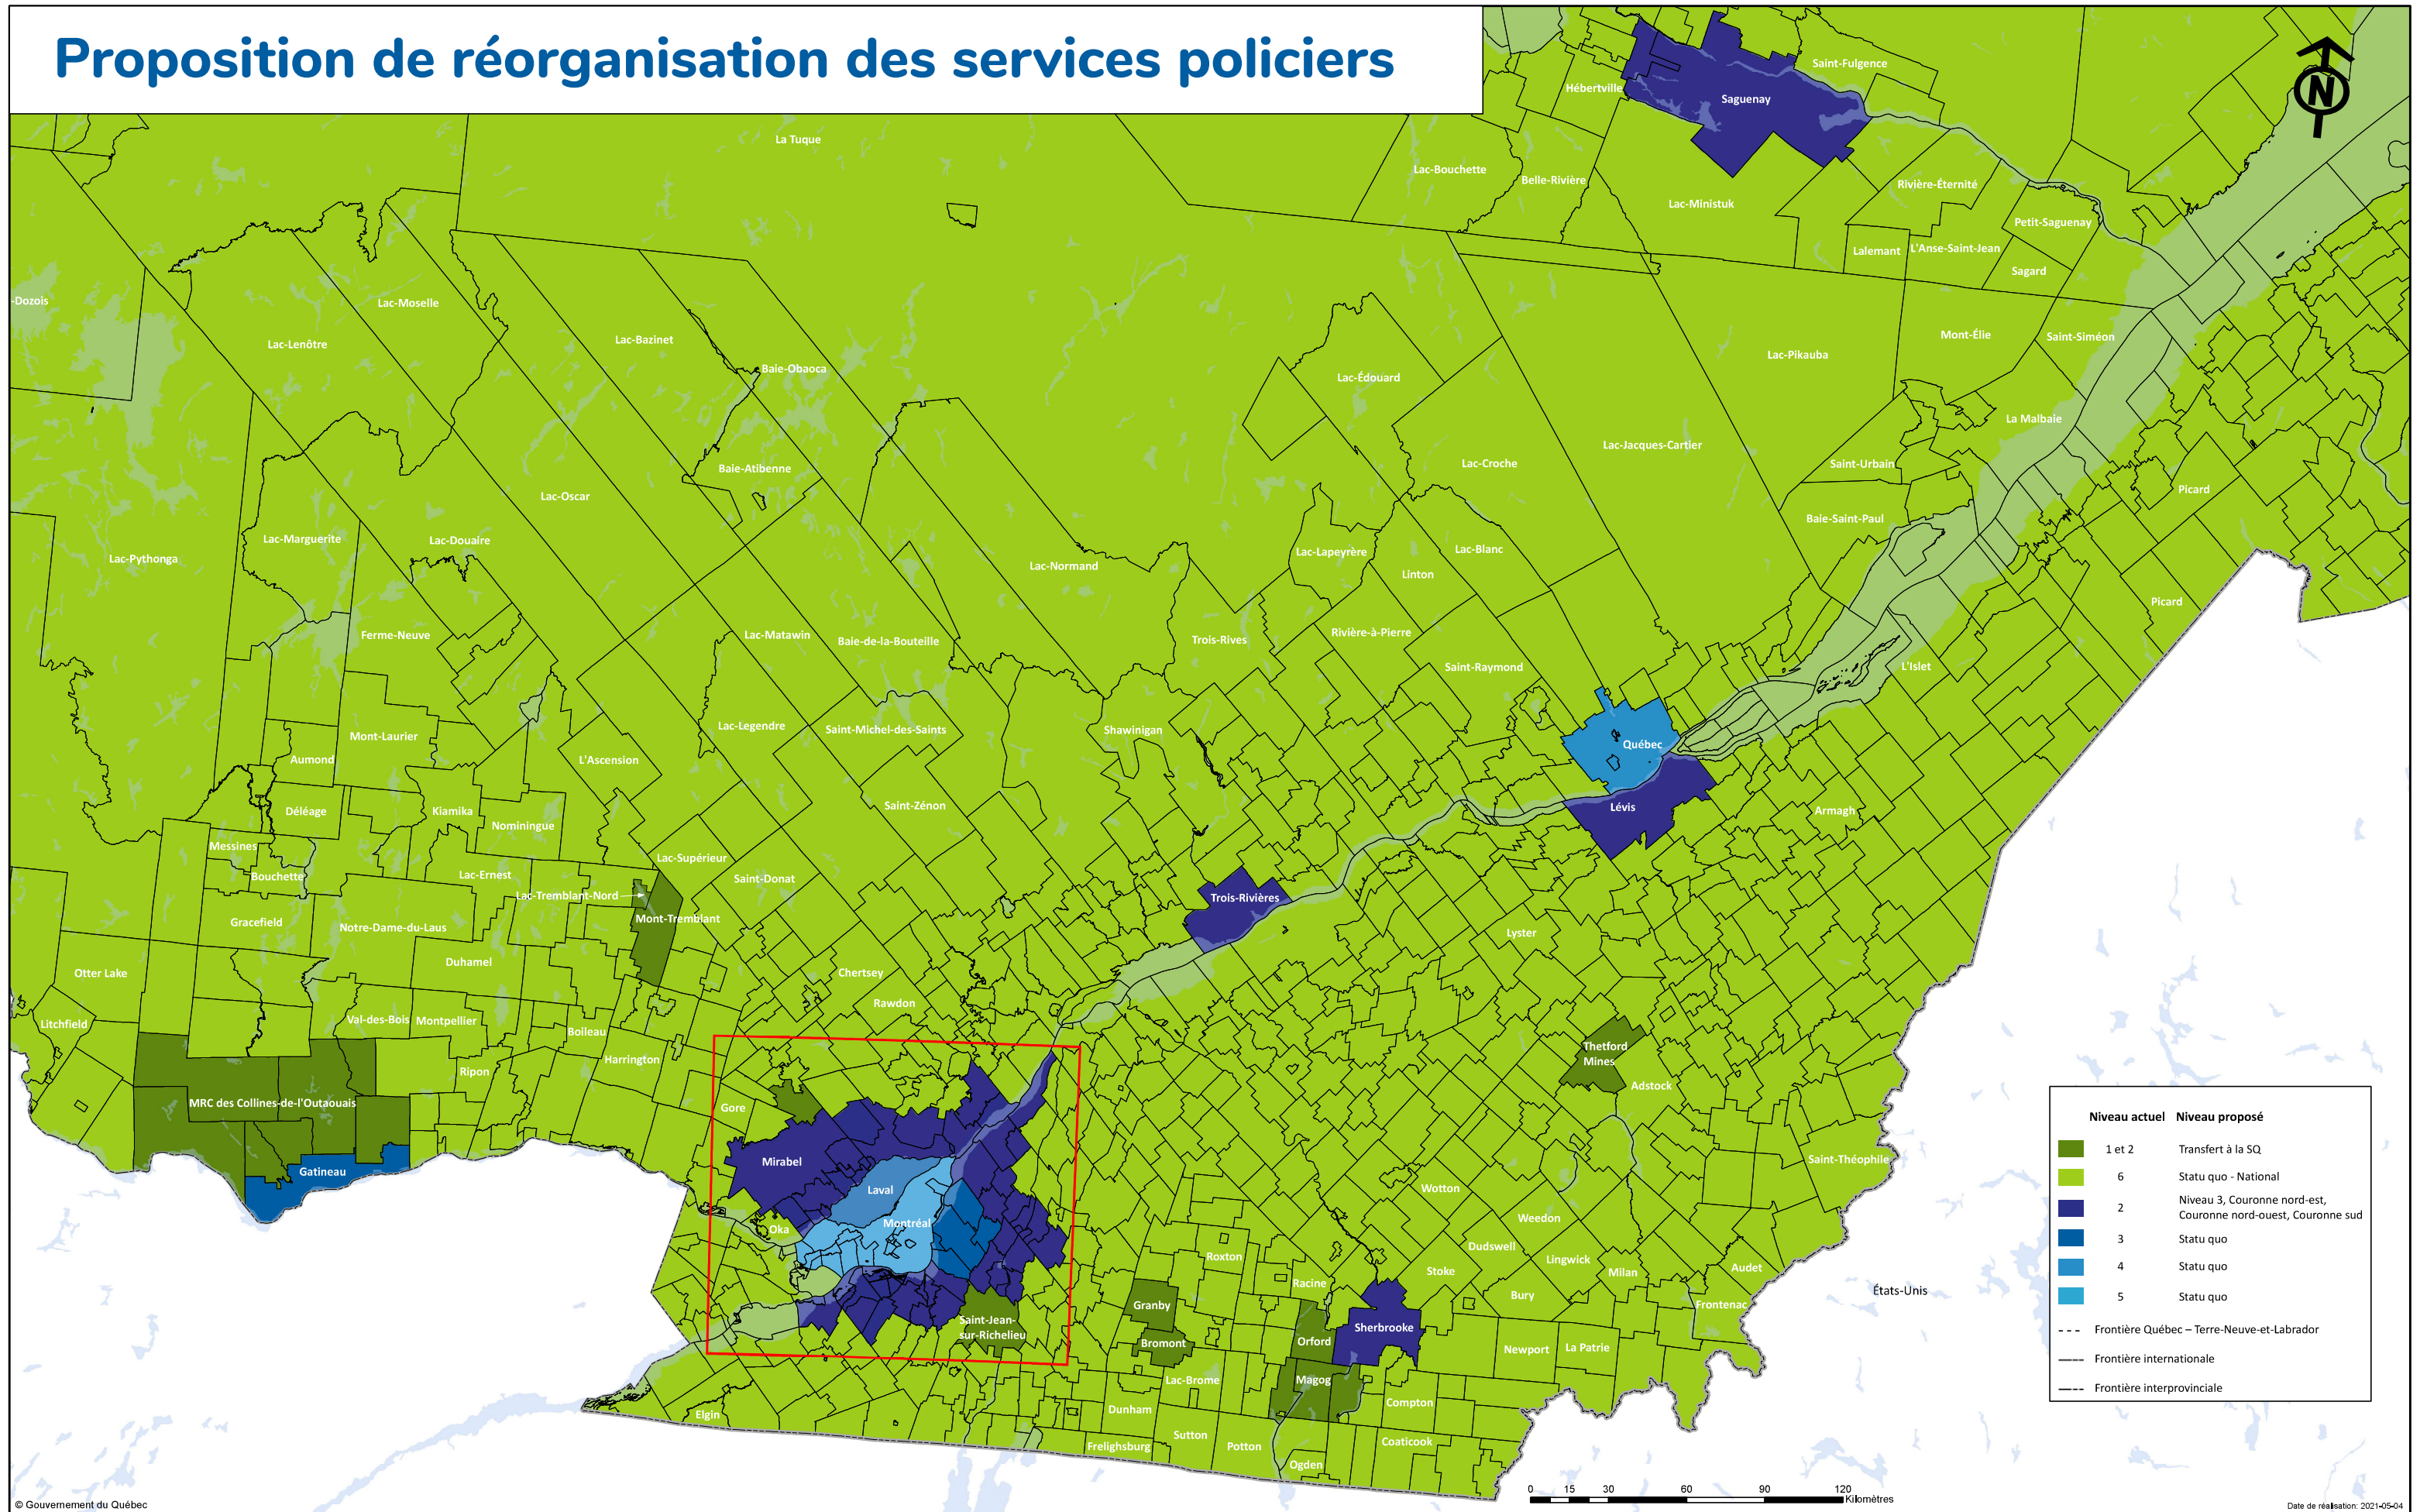 Proposition de réorganisation des services policiers
Saint-Fulgence
Hébertville
Saguenay
N
La Tuque
Lac-Bouchette
Belle-Rivière
Rivière-Éternité
Lac-Ministuk
Petit-Saguenay
Lalemant
L'Anse-Saint-Jean
Sagard
-Dozois
Lac-Moselle
Lac-Lenôtre
Lac-Bazinet
Baie-Obaoca
Lac-Édouard
Lac-Pikauba
Mont-Élie
Saint-Siméon
La Malbaie
Lac-Jacques-Cartier
Baie-Atibenne
Lac-Croche
Saint-Urbain
Lac-Oscar
Picard
Baie-Saint-Paul
Lac-Marguerite
Lac-Douaire
Lac-Pythonga
Lac-Normand
Lac-Lapeyrère
Lac-Blanc
Linton
Picard
Ferme-Neuve
Lac-Matawin
Baie-de-la-Bouteille
Trois-Rives
Rivière-à-Pierre
Saint-Raymond
L'Islet
Mont-Laurier
Lac-Legendre
Saint-Michel-des-Saints
Shawinigan
Québec
Aumond
L'Ascension
Déléage
Kiamika
Nominingue
Saint-Zénon
Lévis
Armagh
Messines
Bouchette
Lac-Ernest
Lac-Supérieur
Saint-Donat
Lac-Tremblant-Nord
Mont-Tremblant
Trois-Rivières
Gracefield
Notre-Dame-du-Laus
Lyster
Otter Lake
Duhamel
Chertsey
Rawdon
Litchfield
Val-des-Bois
Montpellier
Boileau
Harrington
Ripon
Thetford
Mines
Adstock
MRC des Collines-de-l'Outaouais
Gore
Gatineau
Mirabel
Laval
Montréal
Oka
Saint-Théophile
Wotton
Weedon
Dudswell
Lingwick
Roxton
Racine
Stoke
Milan
Audet
Bury
Frontenac
États-Unis
Granby
Saint-Jean-
sur-Richelieu
Bromont
Orford
Sherbrooke
Newport
La Patrie
Lac-Brome
Magog
Compton
Dunham
Elgin
Sutton
Potton
Frelighsburg
Coaticook
Ogden
Niveau actuel Niveau proposé
1 et 2 Transfert à la SQ
6 Statu quo - National
2 Niveau 3, Couronne nord-est,
Couronne nord-ouest, Couronne sud
3 Statu quo
4 Statu quo
5 Statu quo
Frontière Québec – Terre-Neuve-et-Labrador
Frontière internationale
Frontière interprovinciale
0 15 30 60 90 120
Kilomètres
© Gouvernement du Québec
Date de réalisation: 2021-05-04